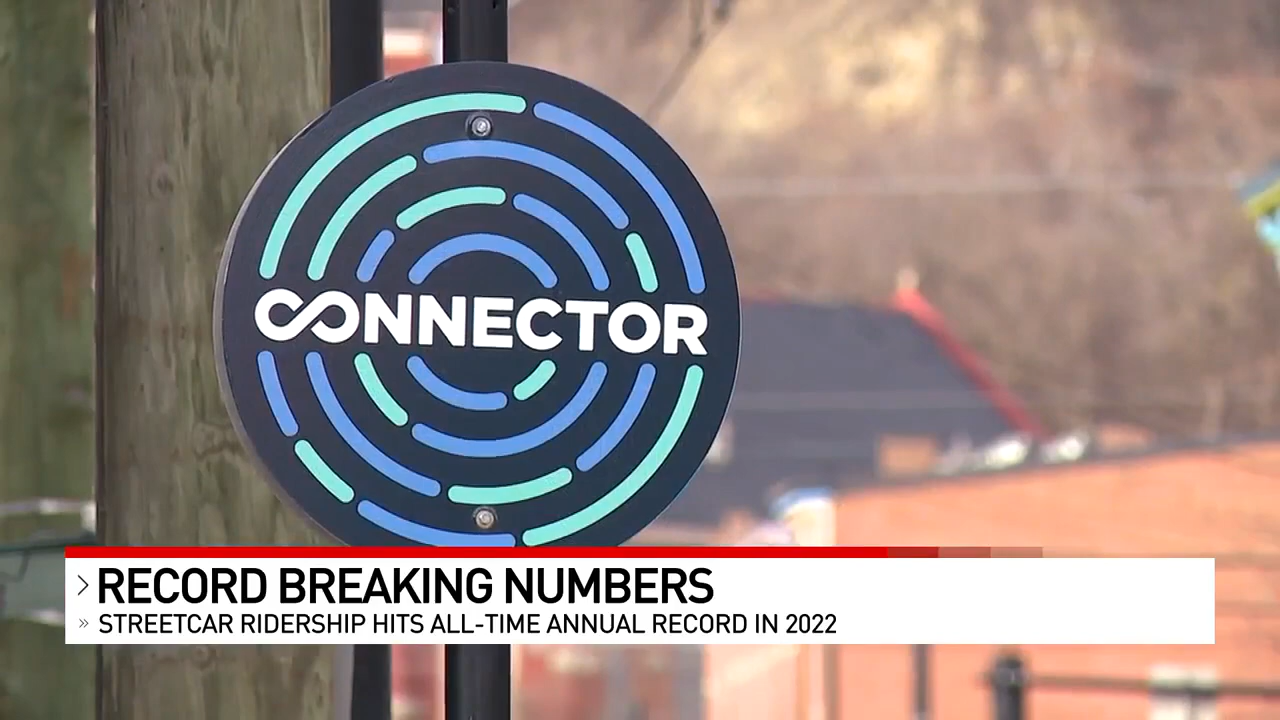 CONNECTOR
RECORD BREAKING NUMBERS
STREETCAR RIDERSHIP HITS ALL-TIME ANNUAL RECORD IN 2022